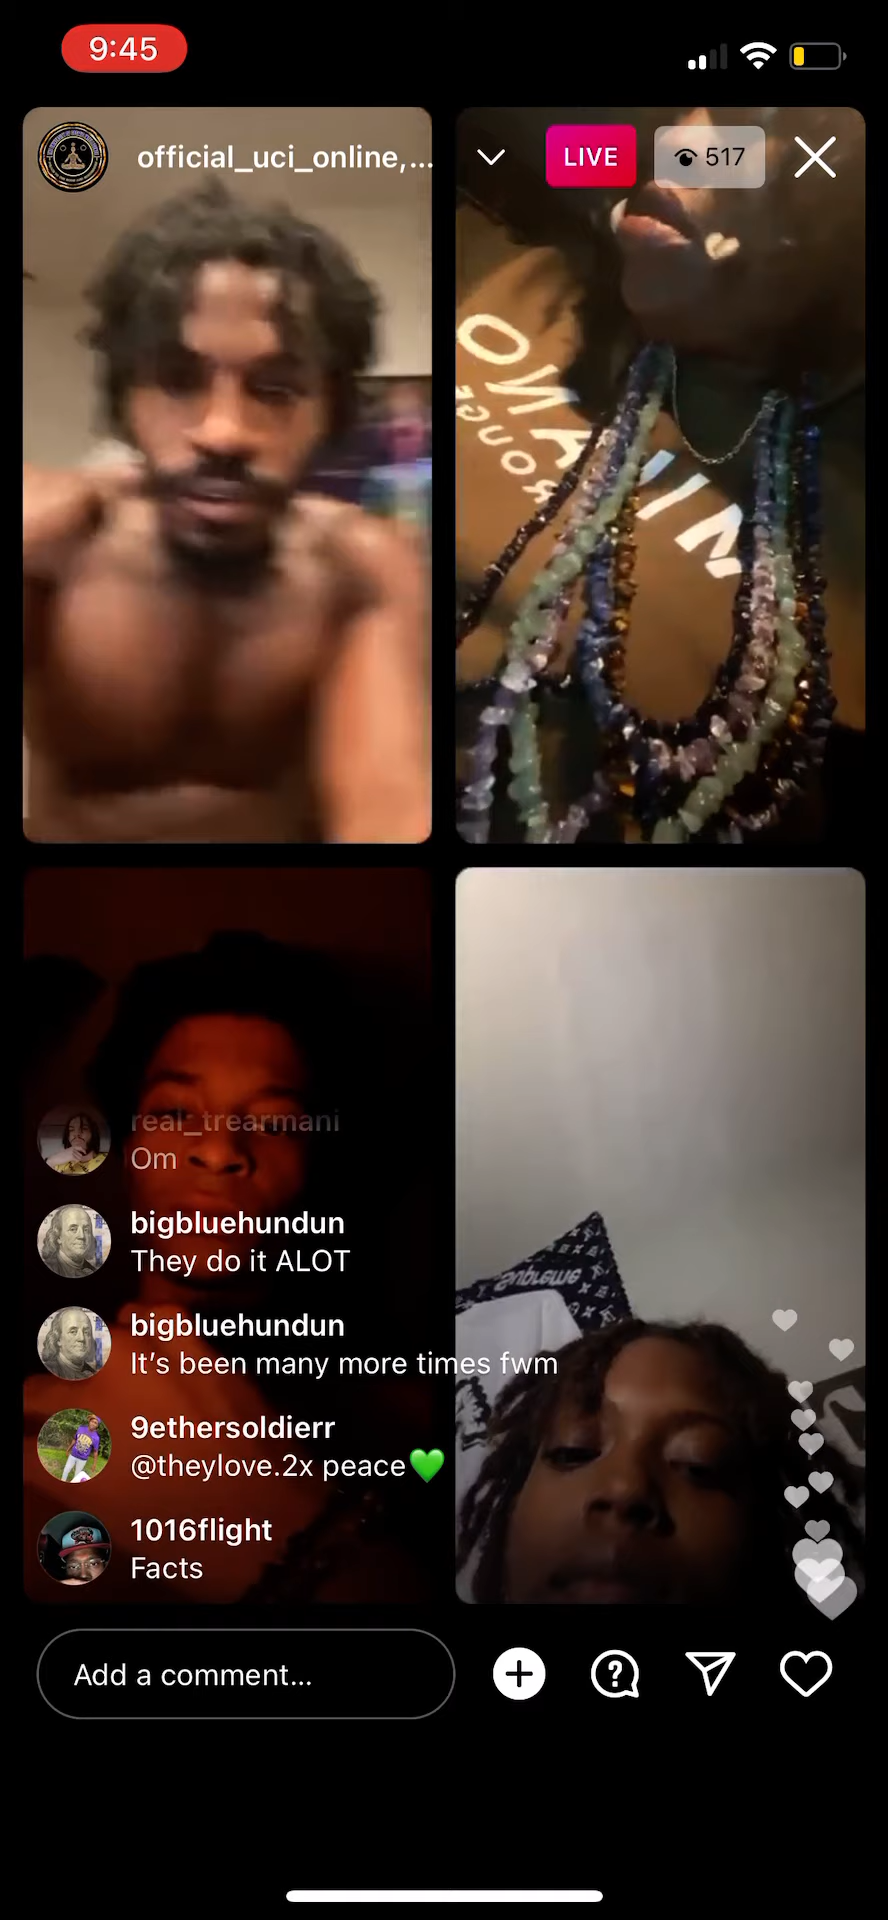 9:45
official_uci_online,...
LIVE
517
real_trearmani
Om
bigbluehundun
They do it ALOT
bigbluehundun
It's been many more times fwm
Supreme
9ethersoldierr
@theylove.2x peace💚
1016flight
Facts
Add a comment...